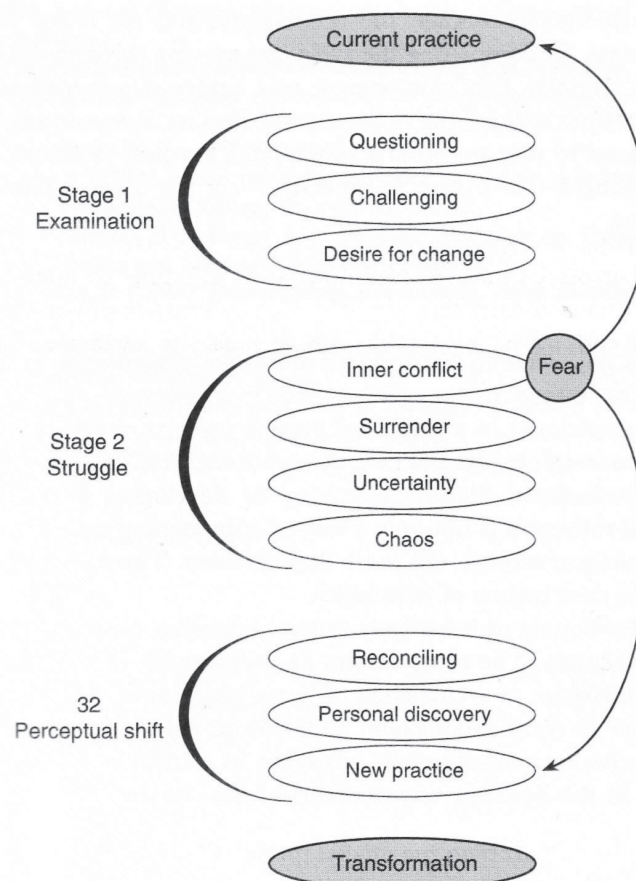 Current practice
Stage 1
Examination
Questioning
Challenging
Desire for change
Stage 2
Struggle
Inner conflict
Fear
Surrender
Uncertainty
Chaos
32
Perceptual shift
Reconciling
Personal discovery
New practice
Transformation